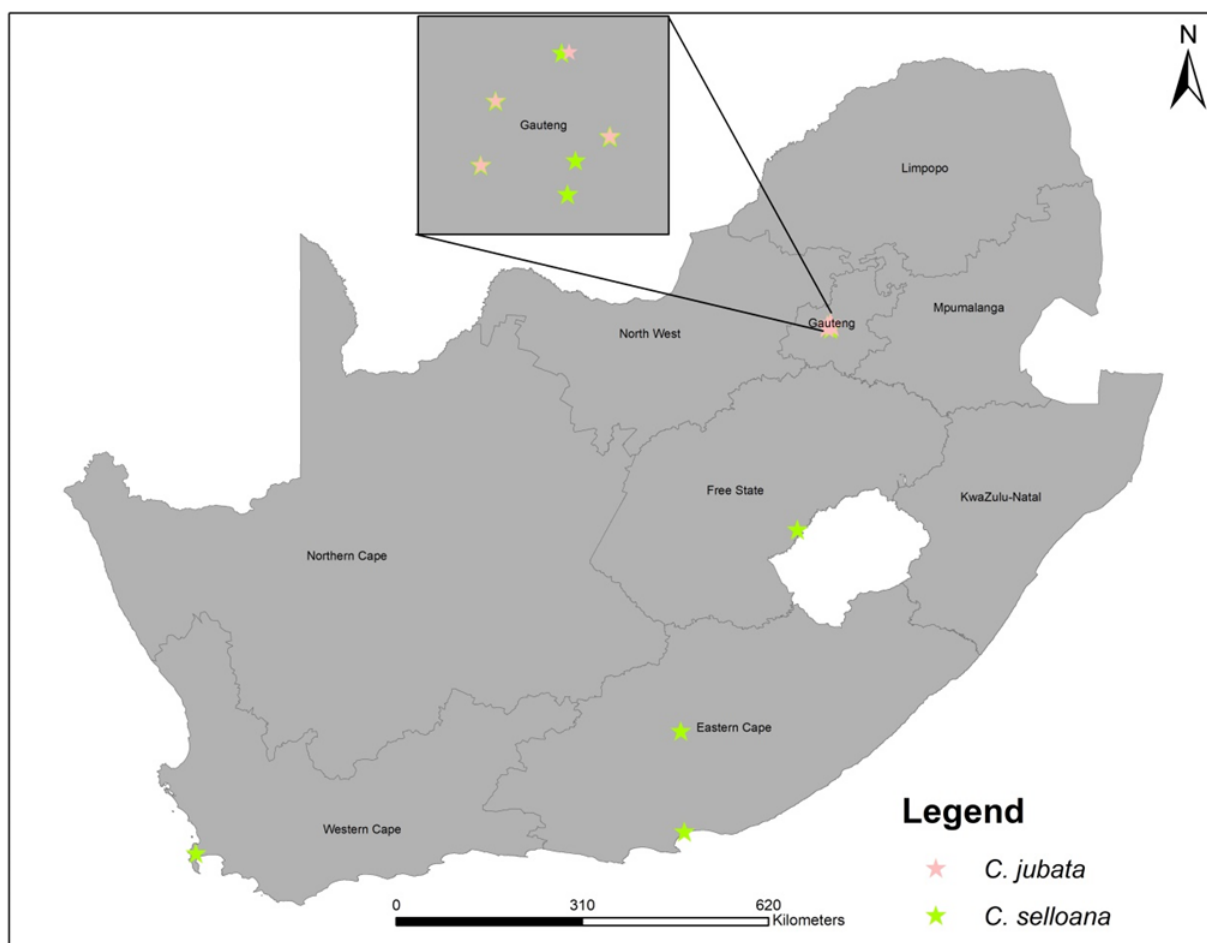 N
Gauteng
Limpopo
Mpumalanga
Gauteng
North West
Free State
KwaZulu-Natal
Northern Cape
Eastern Cape
Western Cape
Legend
C. jubata
C. selloana
0 310 620
Kilometers